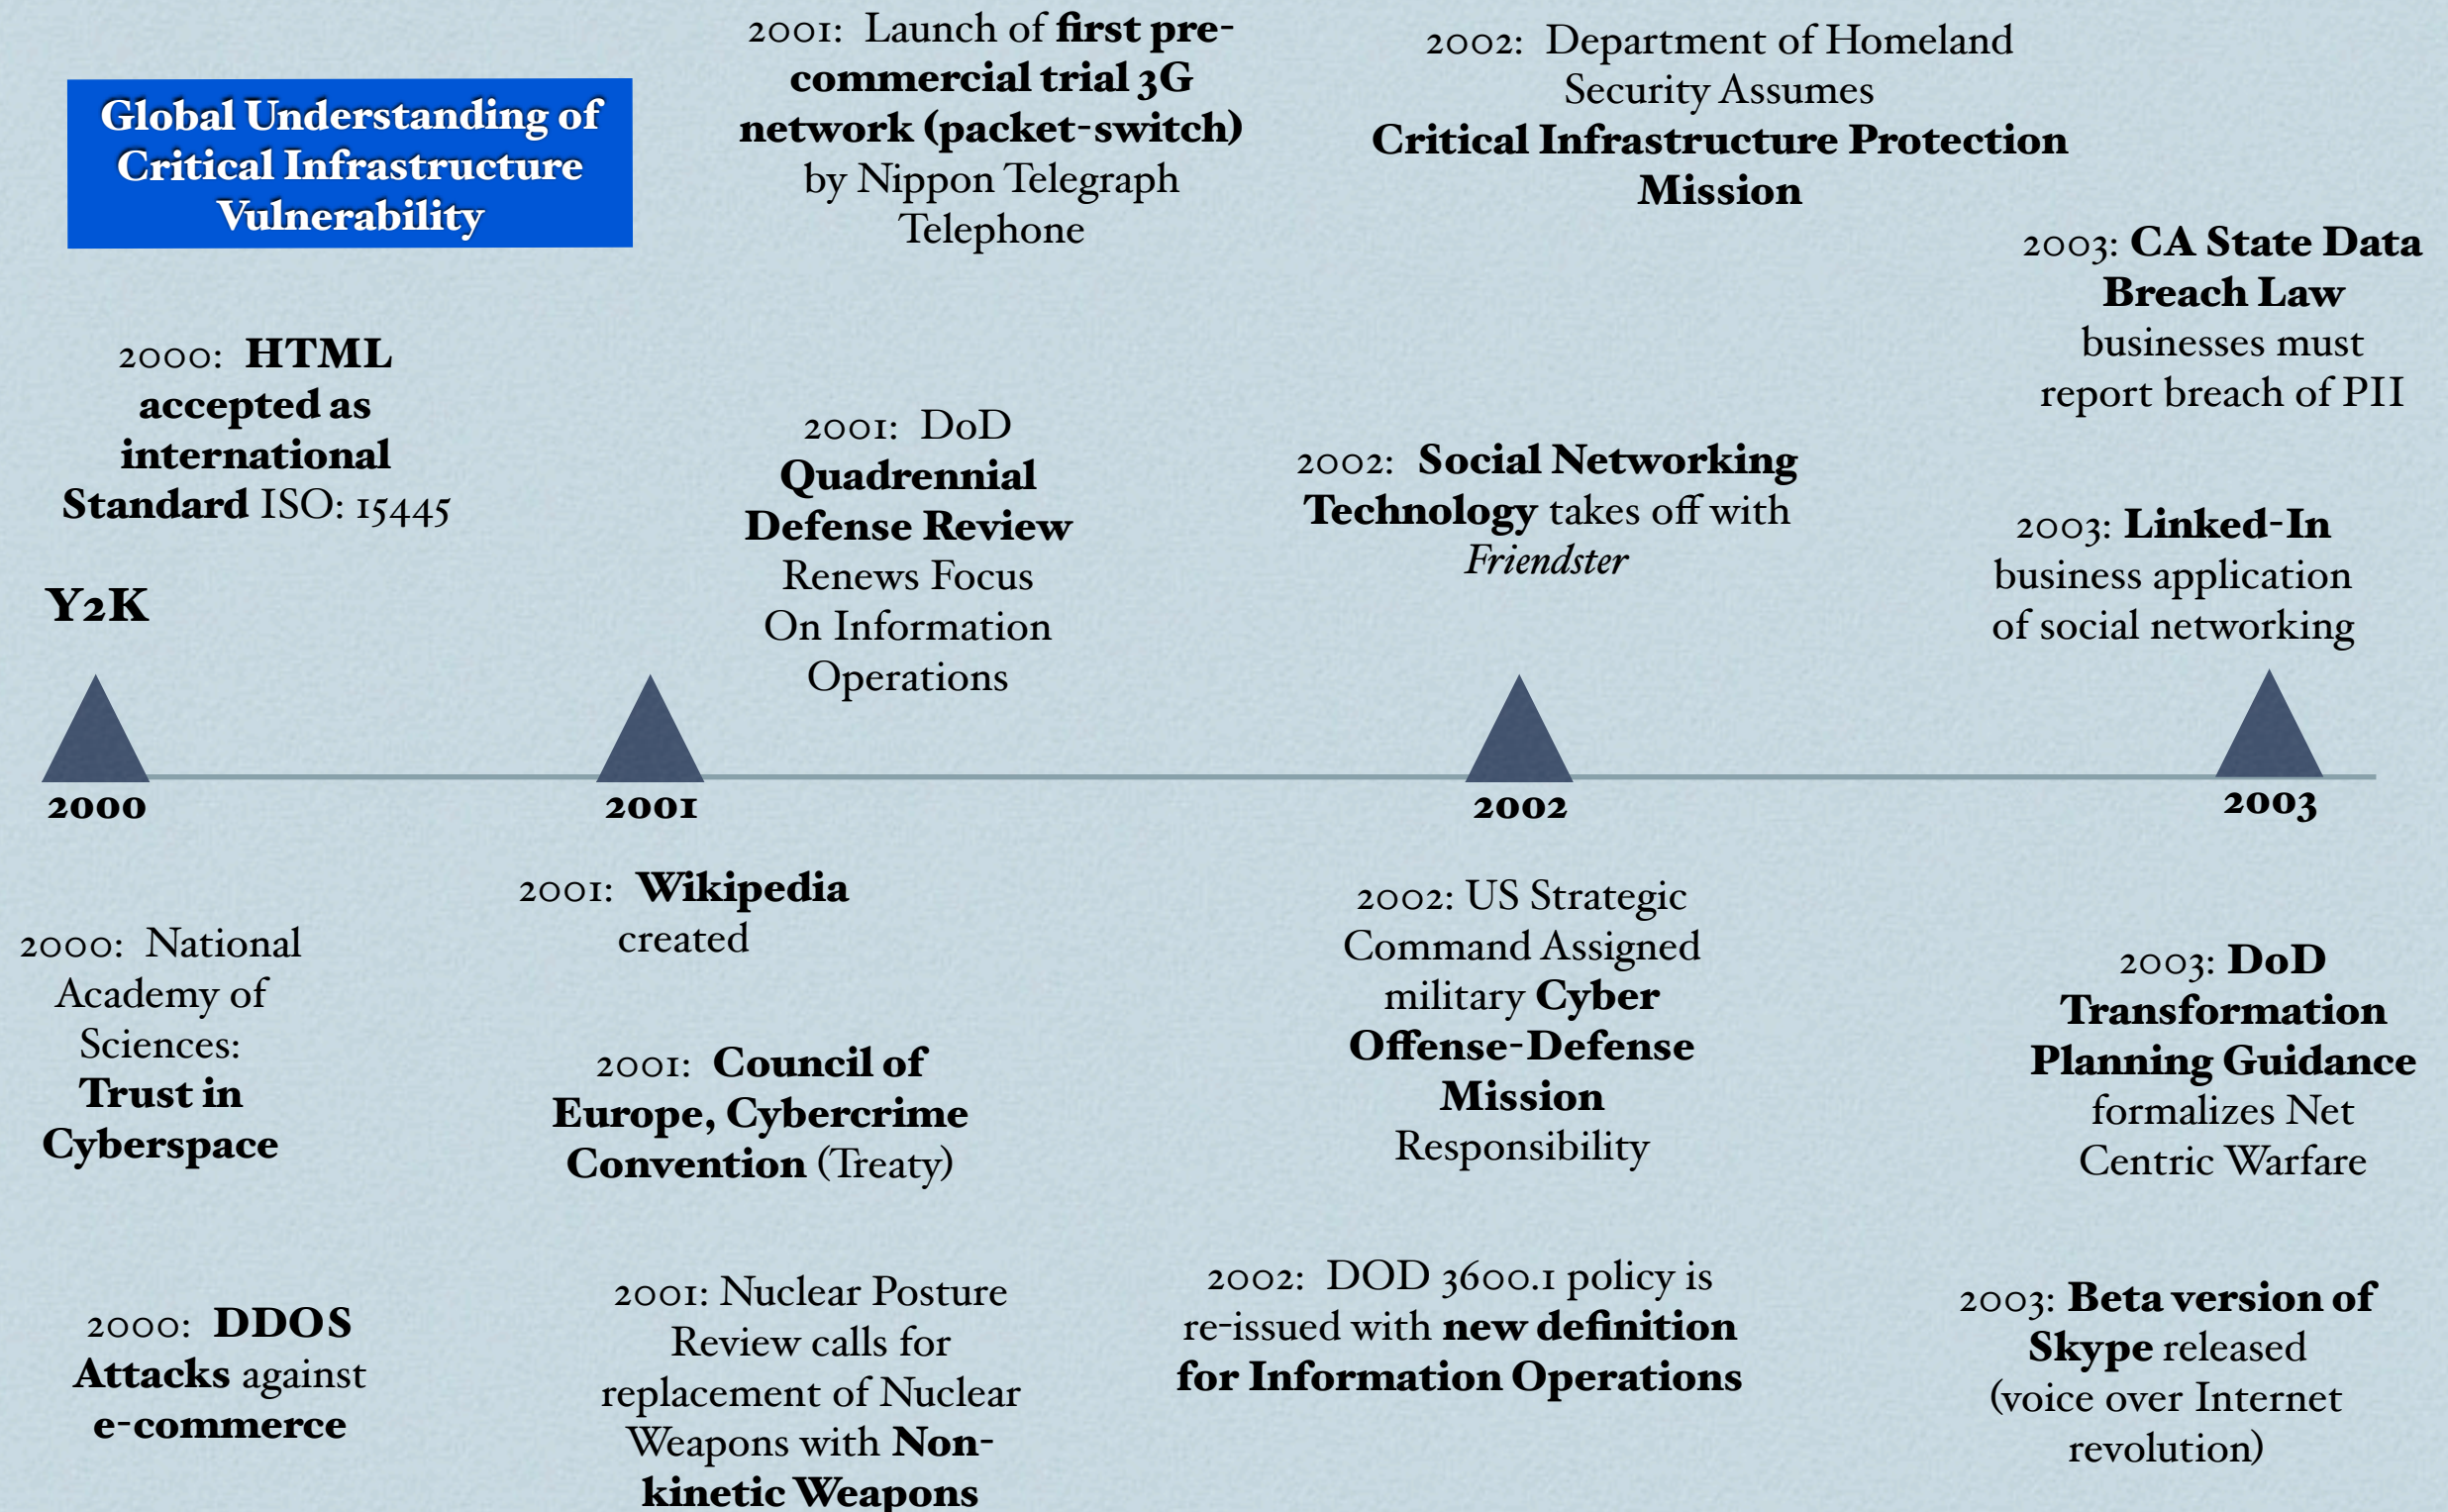 Global Understanding of
Critical Infrastructure
Vulnerability
2001:  Launch of first pre-
commercial trial 3G
network (packet-switch)
by Nippon Telegraph
Telephone
2002:  Department of Homeland
Security Assumes
Critical Infrastructure Protection
Mission
2003: CA State Data
Breach Law
businesses must
report breach of PII
2000:  HTML
accepted as
international
Standard ISO: 15445
2001:  DoD
Quadrennial
Defense Review
Renews Focus
On Information
Operations
2002:  Social Networking
Technology takes off with
Friendster
2003: Linked-In
business application
of social networking
Y2K
2000
2001
2002
2003
2000:  National
Academy of
Sciences:
Trust in
Cyberspace
2001:  Wikipedia
created
2001:  Council of
Europe, Cybercrime
Convention (Treaty)
2002: US Strategic
Command Assigned
military Cyber
Offense-Defense
Mission
Responsibility
2003: DoD
Transformation
Planning Guidance
formalizes Net
Centric Warfare
2000:  DDOS
Attacks against
e-commerce
2001: Nuclear Posture
Review calls for
replacement of Nuclear
Weapons with Non-
kinetic Weapons
2002:  DOD 3600.1 policy is
re-issued with new definition
for Information Operations
2003: Beta version of
Skype released
(voice over Internet
revolution)